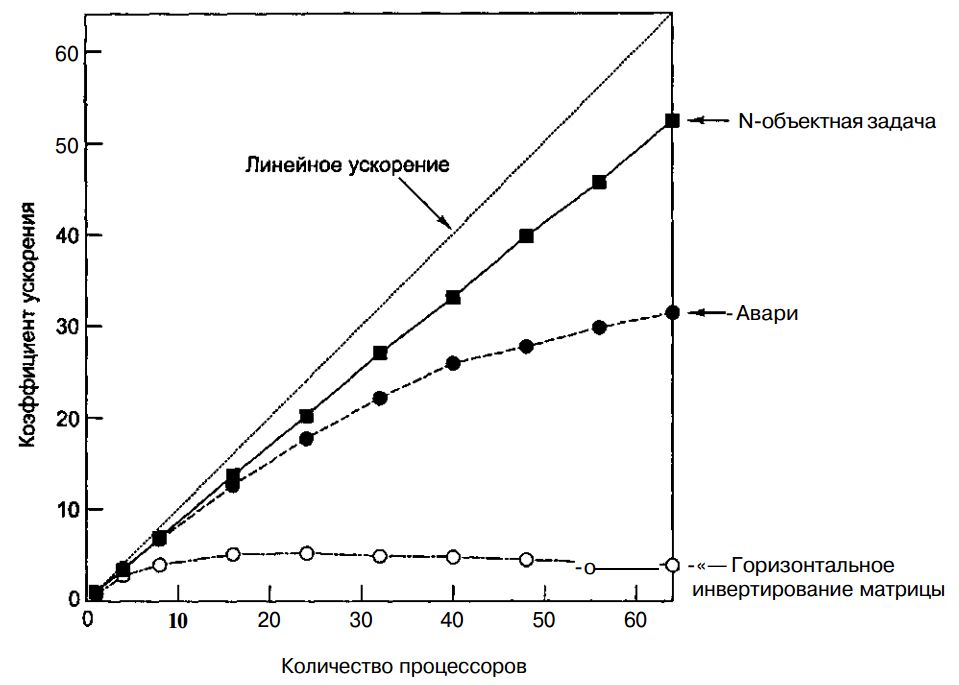 60
50
40
30
20
10
0
Коэффициент ускорения
Линейное ускорение
N-объектная задача
Авари
Горизонтальное
инвертирование матрицы
0 10 20 30 40 50 60
Количество процессоров